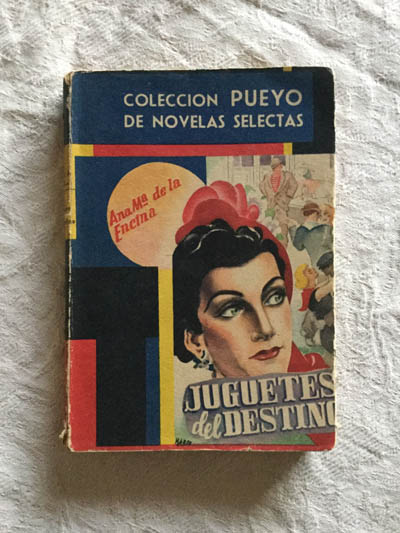 COLECCION PUEYO
DE NOVELAS SELECTAS
Ana Mª de la
Encina
JUGUETES
del DESTINO